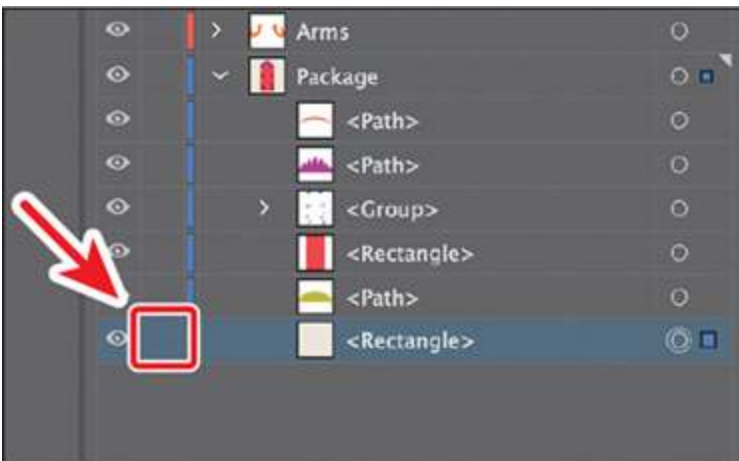 Arms
Package
<Path>
<Path>
<Group>
<Rectangle>
<Path>
<Rectangle>